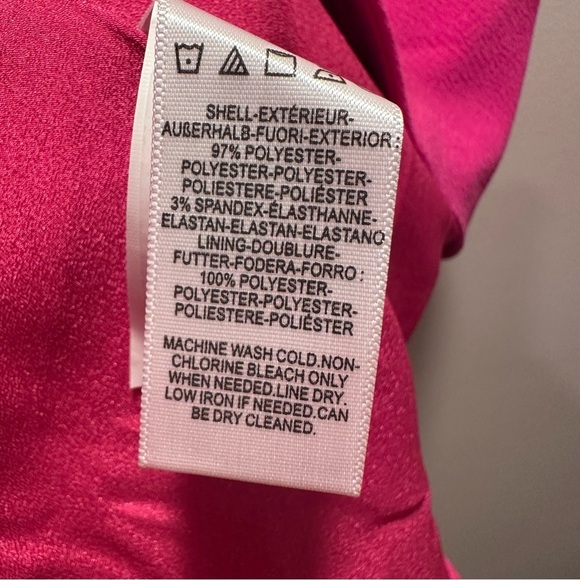 SHELL-EXTÉRIEUR-
AUßERHALB-FUORI-EXTERIOR:
97% POLYESTER-
POLYESTER-POLYESTER-
POLIESTERE-POLIÉSTER
3% SPANDEX-ÉLASTHANNE-
ELASTAN-ELASTAN-ELASTANO
LINING-DOUBLURE-
FUTTER-FODERA-FORRO :
100% POLYESTER-
POLYESTER-POLYESTER-
POLIESTERE-POLIÉSTER
MACHINE WASH COLD.NON-
CHLORINE BLEACH ONLY
WHEN NEEDED.LINE DRY.
LOW IRON IF NEEDED.CAN
BE DRY CLEANED.